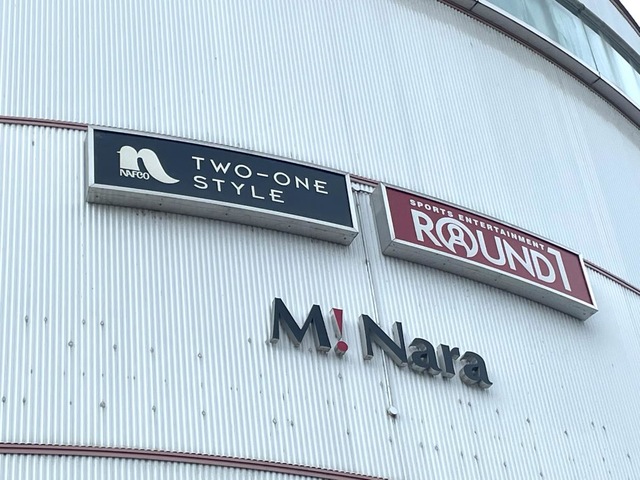 n
NAFCO
TWO-ONE
STYLE
SPORTS ENTERTAINMENT
ROUND1
M!Nara